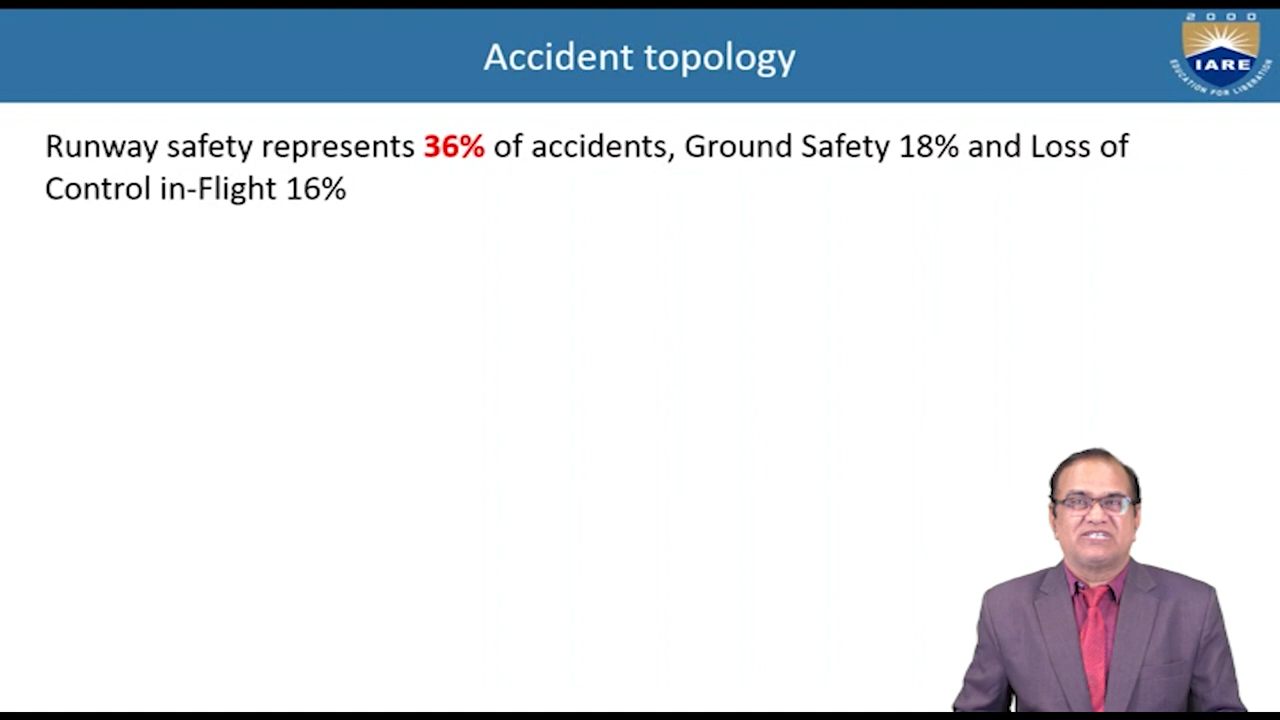 Accident topology
2000
IARE
EDUCATION FOR LIBERATION
Runway safety represents 36% of accidents, Ground Safety 18% and Loss of
Control in-Flight 16%